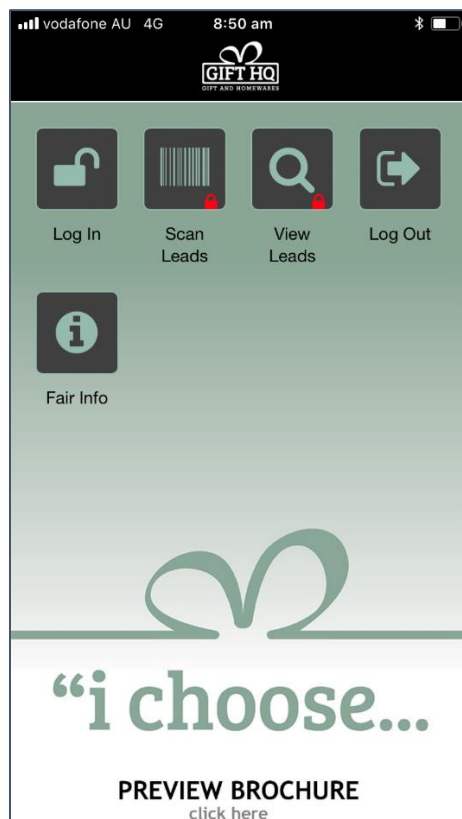 vodafone AU 4G 8:50 am
GIFT HQ
GIFT AND HOMEWARES
Log In
Scan Leads
View Leads
Log Out
Fair Info
“i choose...
PREVIEW BROCHURE
click here